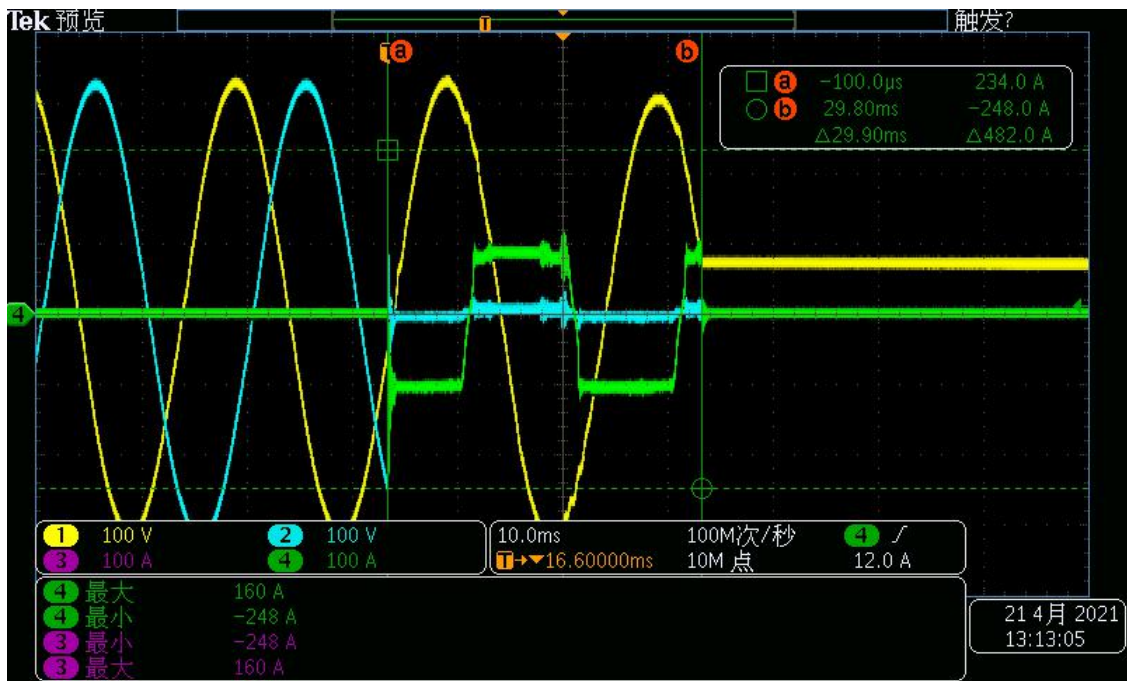 Tek 预览 T 触发?
T a b
a -100.0µs 234.0 A
b 29.80ms -248.0 A
△29.90ms △482.0 A
4
1 100 V 2 100 V
3 100 A 4 100 A
10.0ms 100M次/秒 4
T→▼16.60000ms 10M 点 12.0 A
4 最大 160 A
4 最小 -248 A
3 最小 -248 A
3 最大 160 A
21 4月 2021
13:13:05